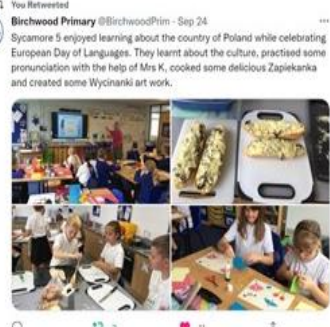 You Retweeted
Birchwood Primary @BirchwoodPrim · Sep 24
Sycamore 5 enjoyed learning about the country of Poland while celebrating
European Day of Languages. They learnt about the culture, practised some
pronunciation with the help of Mrs K, cooked some delicious Zapiekanka
and created some Wycinanki art work.